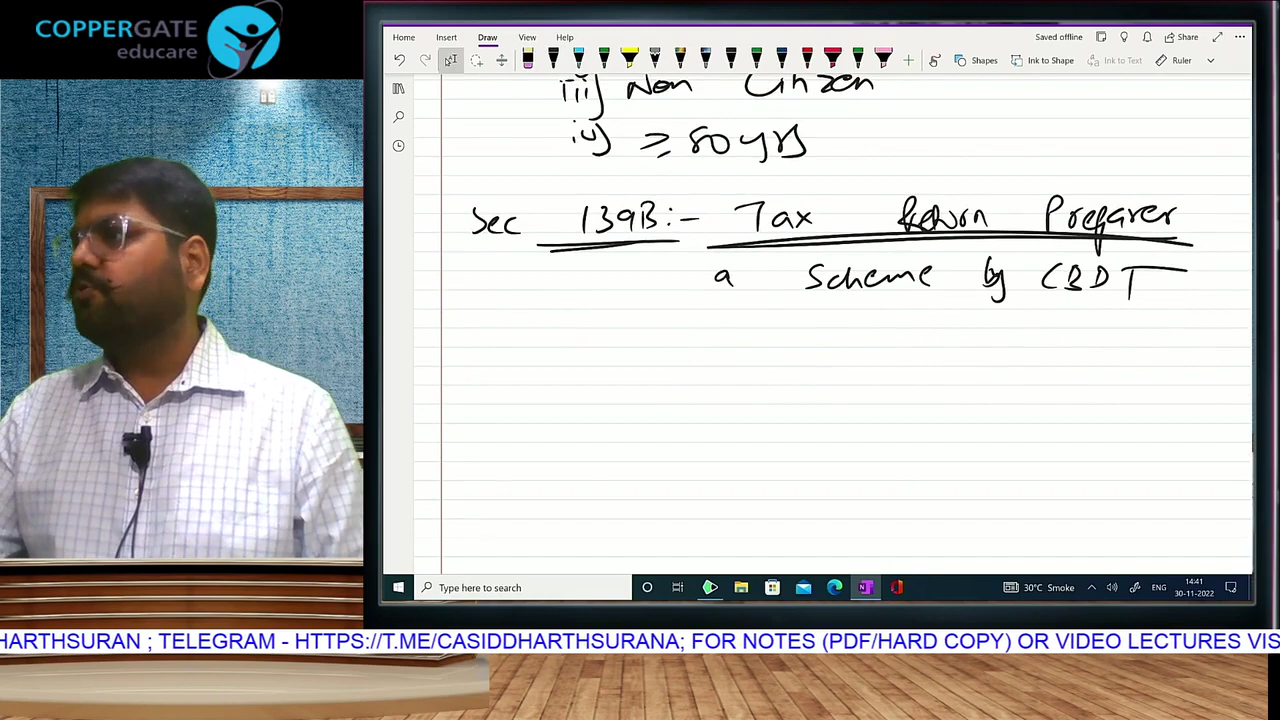 COPPERGATE
educare
Home Insert Draw View Help
Saved offline
Share
Shapes
Ink to Shape
Ink to Text
Ruler
iii) Non Citizen
iv) ≥ 80 yrs
Sec 139B:- Tax Return Preparer
a Scheme by CBDT
Type here to search
30°C Smoke
ENG
14:41
30-11-2022
HARTHSURAN ; TELEGRAM - HTTPS://T.ME/CASIDDHARTHSURANA; FOR NOTES (PDF/HARD COPY) OR VIDEO LECTURES VIS